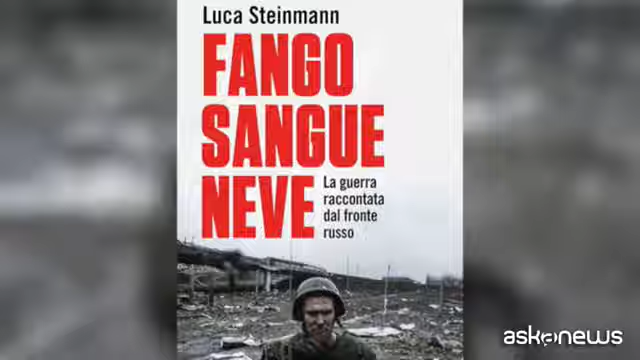 Luca Steinmann
FANGO
SANGUE
NEVE
La guerra
raccontata
dal fronte
russo
askanews